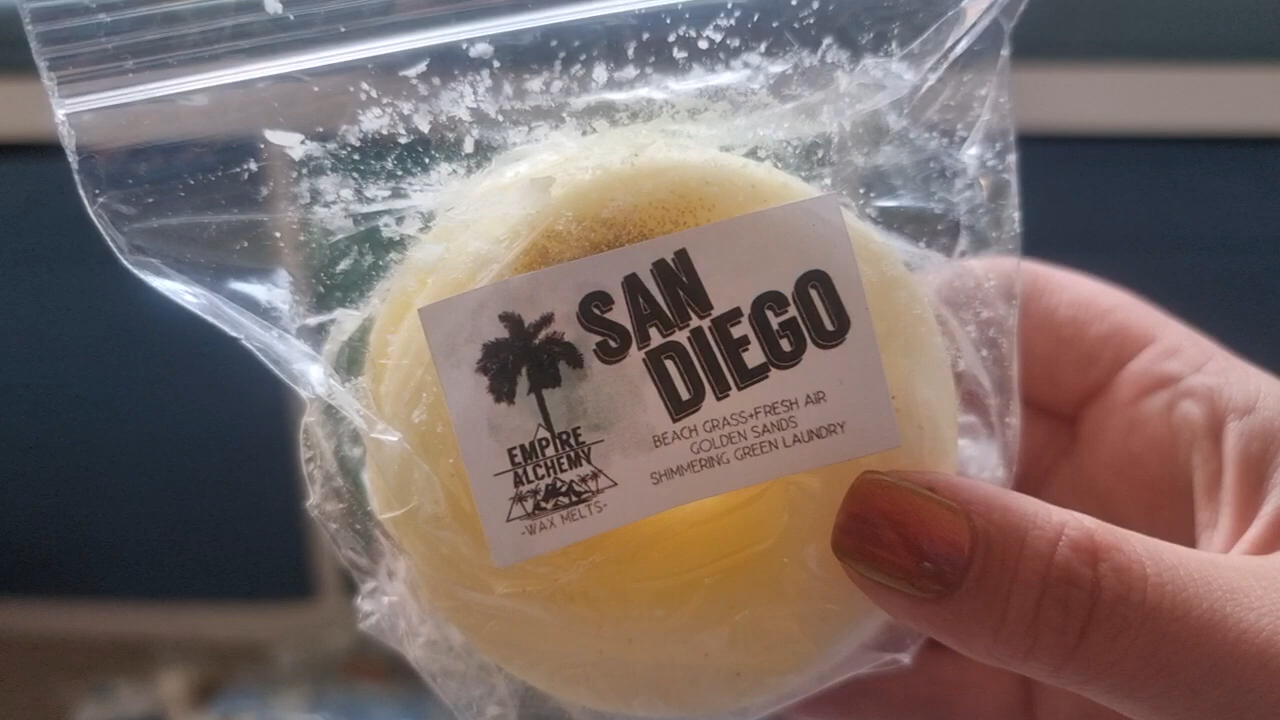 SAN
DIEGO
BEACH GRASS+FRESH AIR
GOLDEN SANDS
SHIMMERING GREEN LAUNDRY
EMPIRE
ALCHEMY
-WAX MELTS-